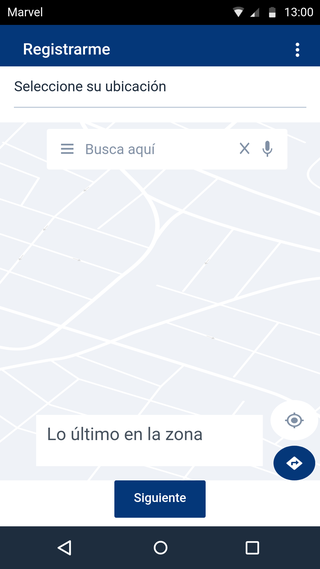 Marvel
13:00
Registrarme
Seleccione su ubicación
Busca aquí
Lo último en la zona
Siguiente